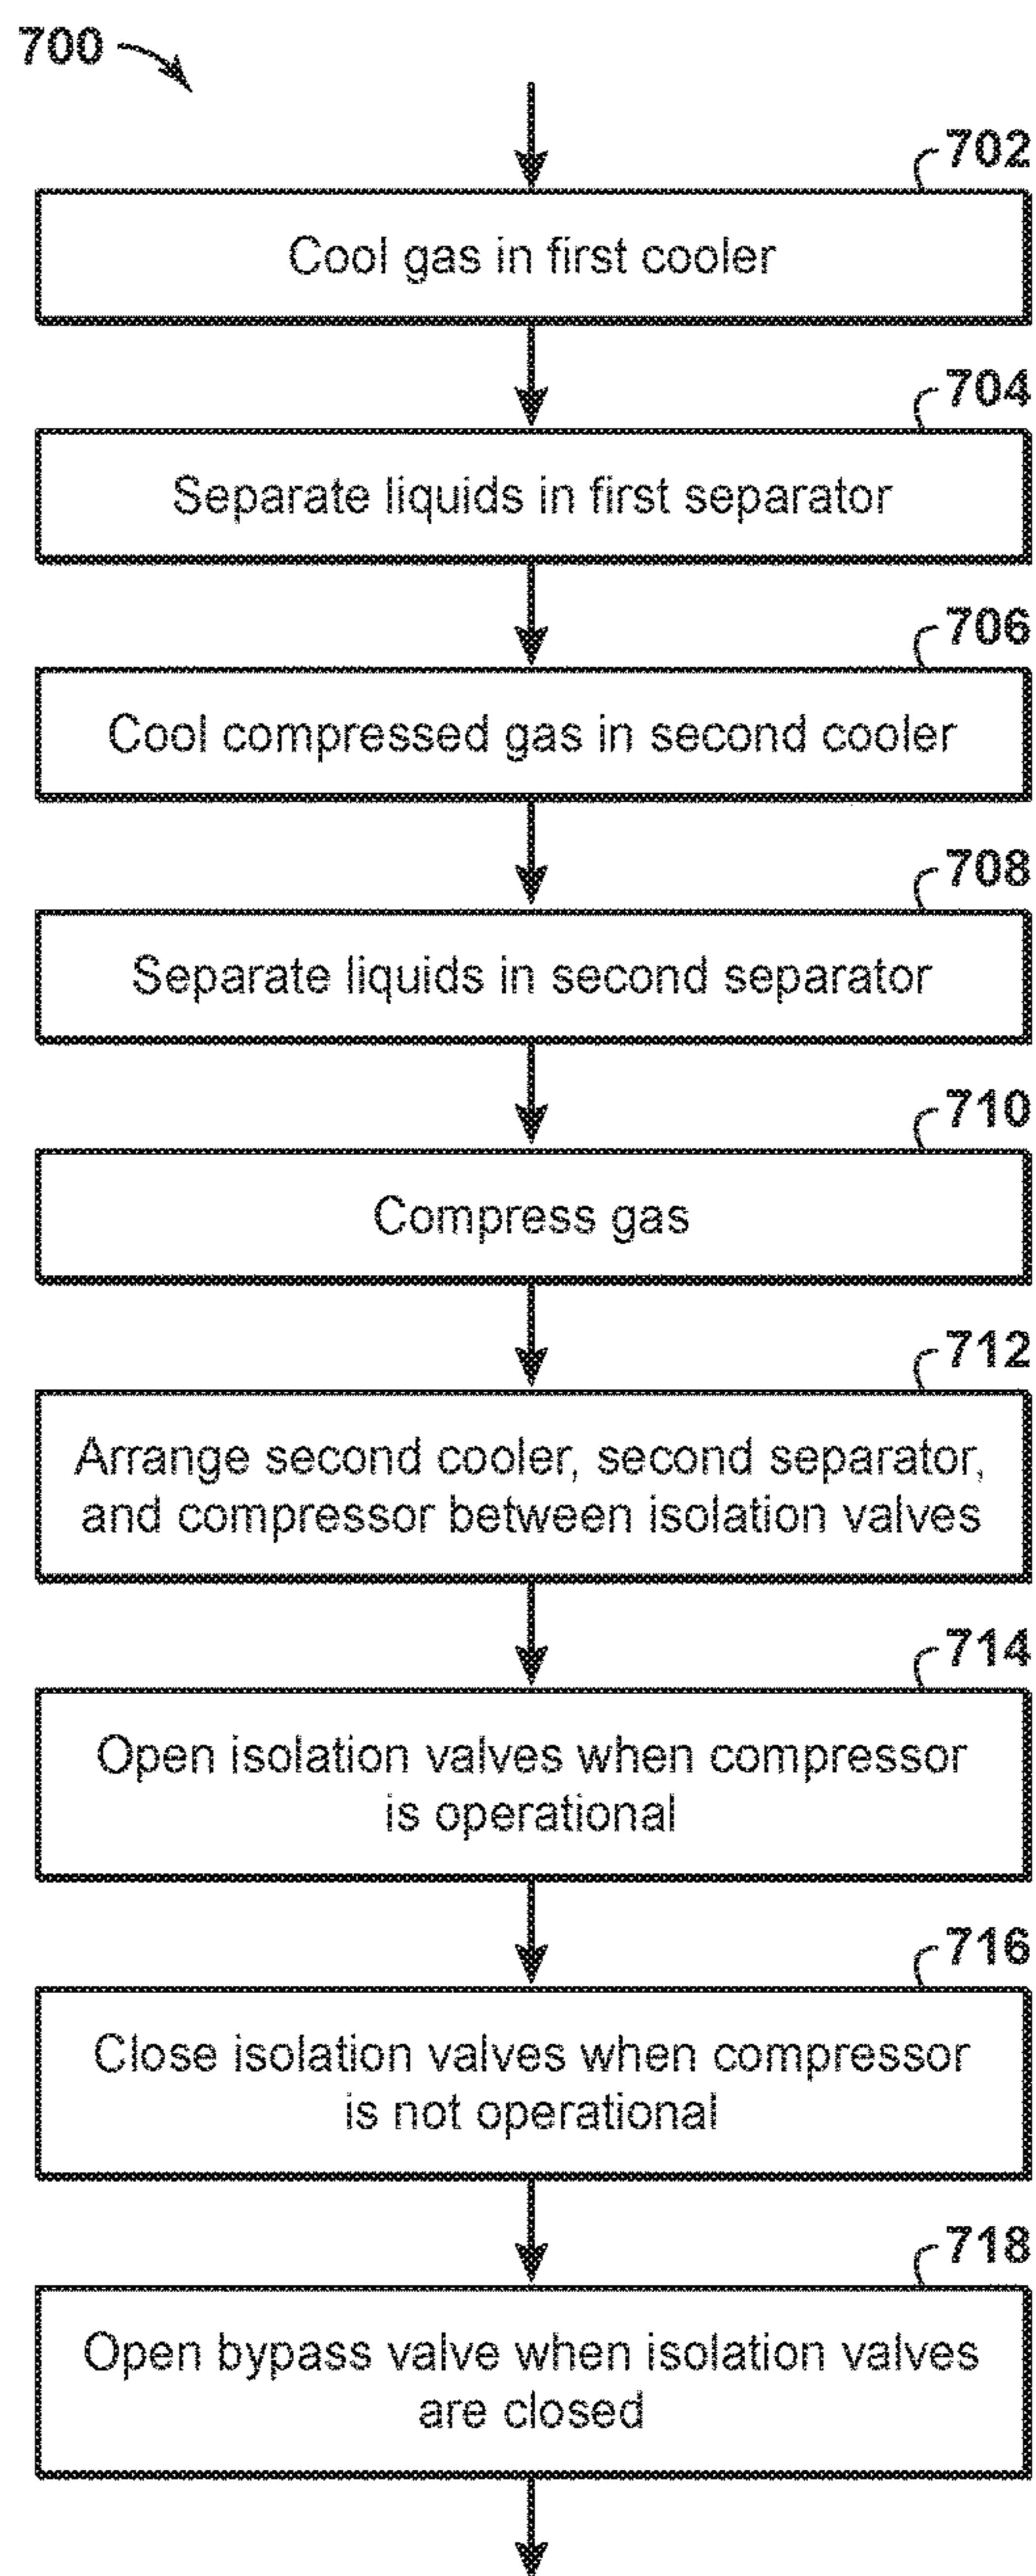 700
702
Cool gas in first cooler
704
Separate liquids in first separator
706
Cool compressed gas in second cooler
708
Separate liquids in second separator
710
Compress gas
712
Arrange second cooler, second separator,
and compressor between isolation valves
714
Open isolation valves when compressor
is operational
716
Close isolation valves when compressor
is not operational
718
Open bypass valve when isolation valves
are closed